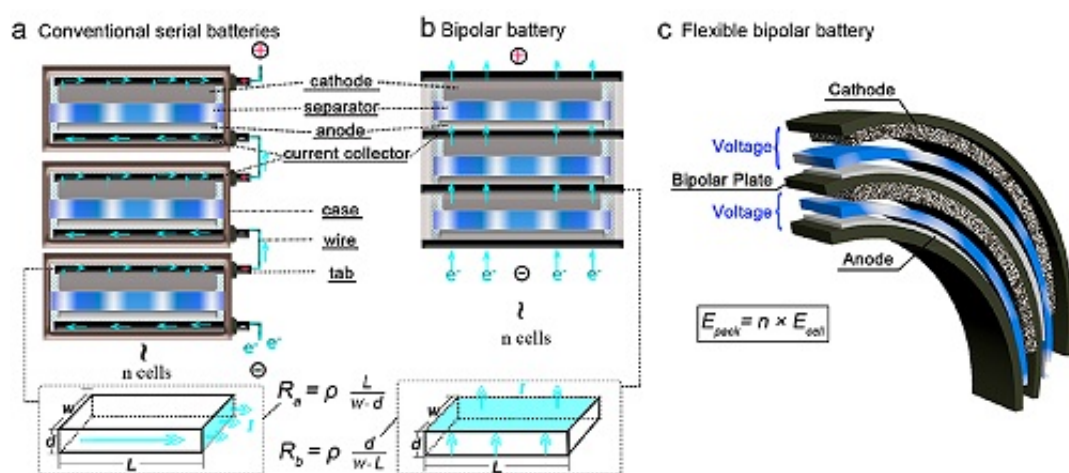 a Conventional serial batteries
b Bipolar battery
c Flexible bipolar battery
cathode
separator
anode
current collector
case
wire
tab
e⁻ e⁻
n cells
e⁻ e⁻ e⁻ e⁻
n cells
Cathode
Voltage
Bipolar Plate
Voltage
Anode
E_pack = n × E_cell
W
d
L
I
R_a = ρ L / w·d
R_b = ρ d / w·L
W
d
L
I